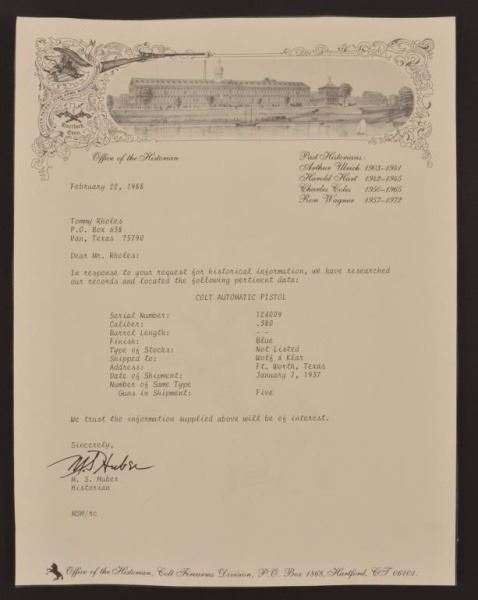 Hartford,
Conn.
Office of the Historian
Past Historians
Arthur Ulrich 1903-1941
Harold Hart 1942-1945
Charles Coles 1950-1965
Ron Wagner 1957-1972
February 22, 1988
Tommy Rholes
P.O. Box 638
Van, Texas 75790
Dear Mr. Rholes:
In response to your request for historical information, we have researched
our records and located the following pertinent data:
COLT AUTOMATIC PISTOL
Serial Number: 124009
Caliber: .380
Barrel Length: - -
Finish: Blue
Type of Stocks: Not Listed
Shipped to: Wolf & Klar
Address: Ft. Worth, Texas
Date of Shipment: January 7, 1937
Number of Same Type
Guns in Shipment: Five
We trust the information supplied above will be of interest.
Sincerely,
M.S. Huber
M. S. Huber
Historian
MSH/rc
Office of the Historian, Colt Firearms Division, P.O. Box 1868, Hartford, CT 06101.